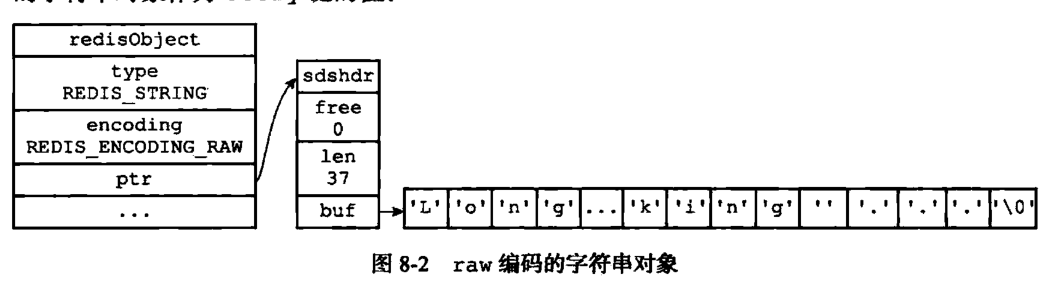 redisObject
type
REDIS_STRING
encoding
REDIS_ENCODING_RAW
ptr
...
sdshdr
free
0
len
37
buf
'L' 'o' 'n' 'g' ... 'k' 'i' 'n' 'g' '' '.' '.' '.' '\0'
图 8-2 raw 编码的字符串对象